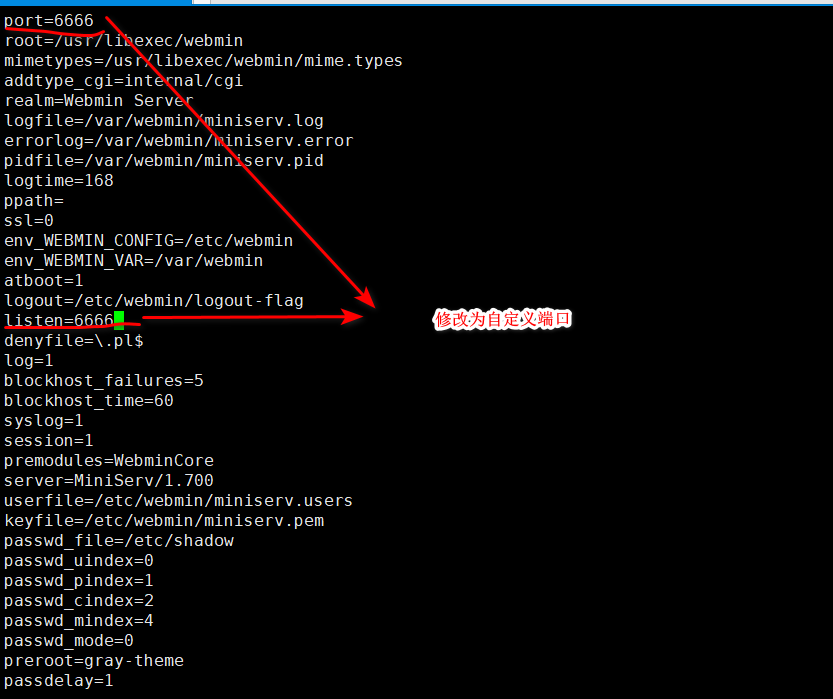 port=6666
root=/usr/libexec/webmin
mimetypes=/usr/libexec/webmin/mime.types
addtype_cgi=internal/cgi
realm=Webmin Server
logfile=/var/webmin/miniserv.log
errorlog=/var/webmin/miniserv.error
pidfile=/var/webmin/miniserv.pid
logtime=168
ppath=
ssl=0
env_WEBMIN_CONFIG=/etc/webmin
env_WEBMIN_VAR=/var/webmin
atboot=1
logout=/etc/webmin/logout-flag
listen=6666
修改为自定义端口
denyfile=\.pl$
log=1
blockhost_failures=5
blockhost_time=60
syslog=1
session=1
premodules=WebminCore
server=MiniServ/1.700
userfile=/etc/webmin/miniserv.users
keyfile=/etc/webmin/miniserv.pem
passwd_file=/etc/shadow
passwd_uindex=0
passwd_pindex=1
passwd_cindex=2
passwd_mindex=4
passwd_mode=0
preroot=gray-theme
passdelay=1